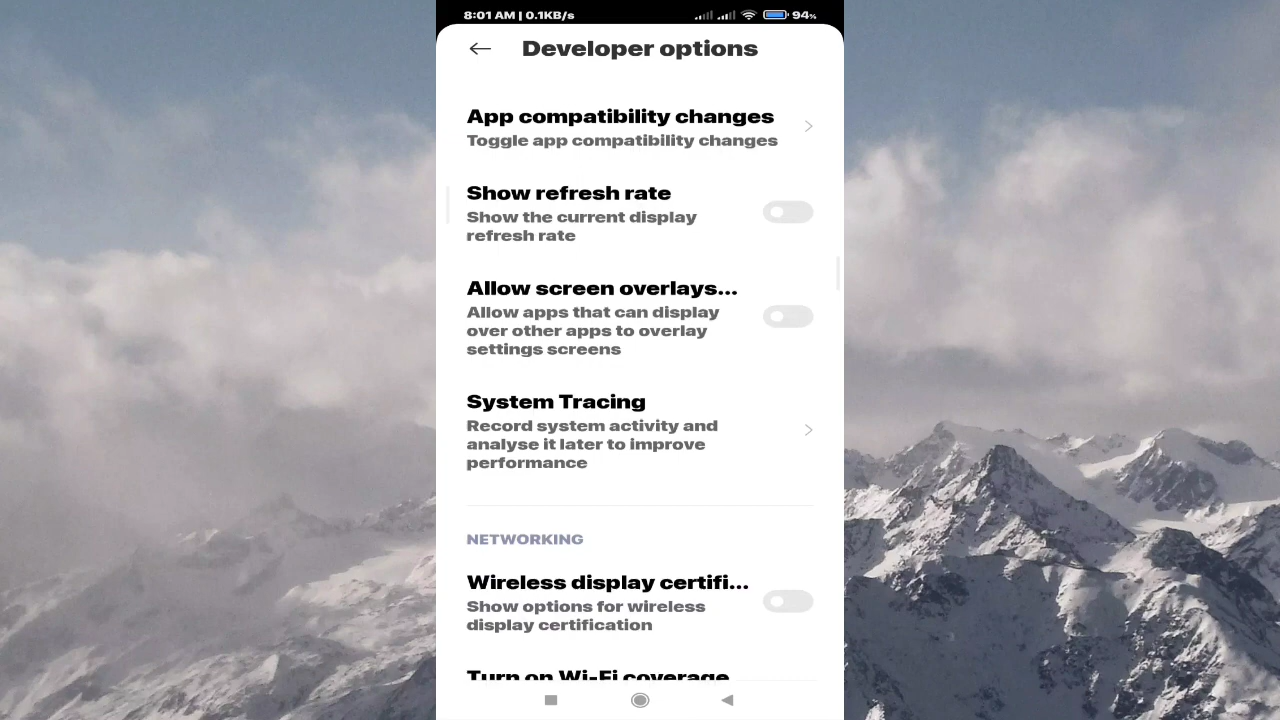 8:01 AM | 0.1KB/s 94%
Developer options
App compatibility changes
Toggle app compatibility changes
Show refresh rate
Show the current display
refresh rate
Allow screen overlays...
Allow apps that can display
over other apps to overlay
settings screens
System Tracing
Record system activity and
analyse it later to improve
performance
NETWORKING
Wireless display certifi...
Show options for wireless
display certification
Turn on Wi-Fi coverage